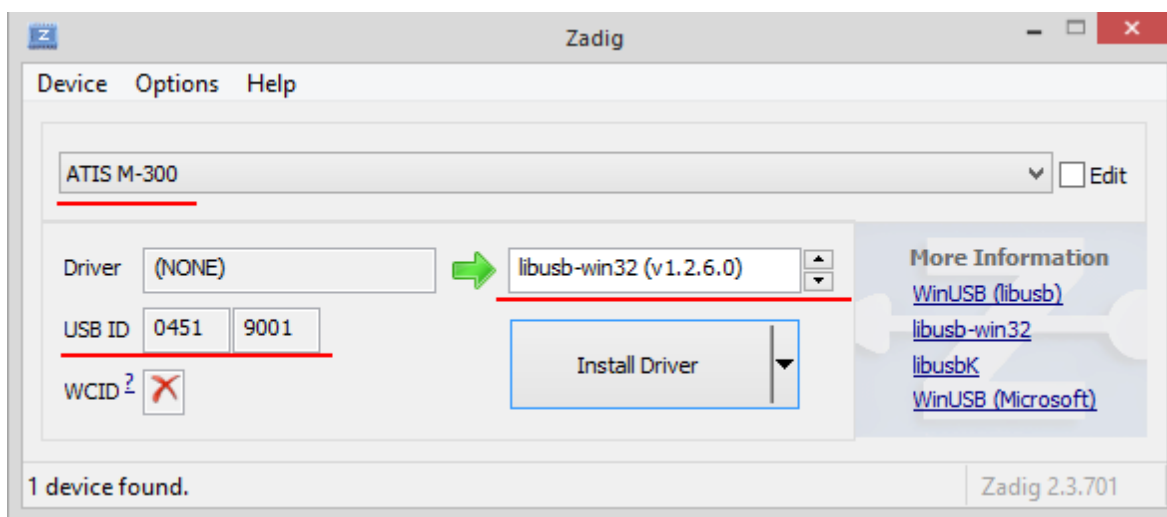 Z
Zadig
Device Options Help
ATIS M-300
Edit
Driver (NONE) libusb-win32 (v1.2.6.0)
USB ID 0451 9001
WCID ?
Install Driver
More Information
WinUSB (libusb)
libusb-win32
libusbK
WinUSB (Microsoft)
1 device found.
Zadig 2.3.701